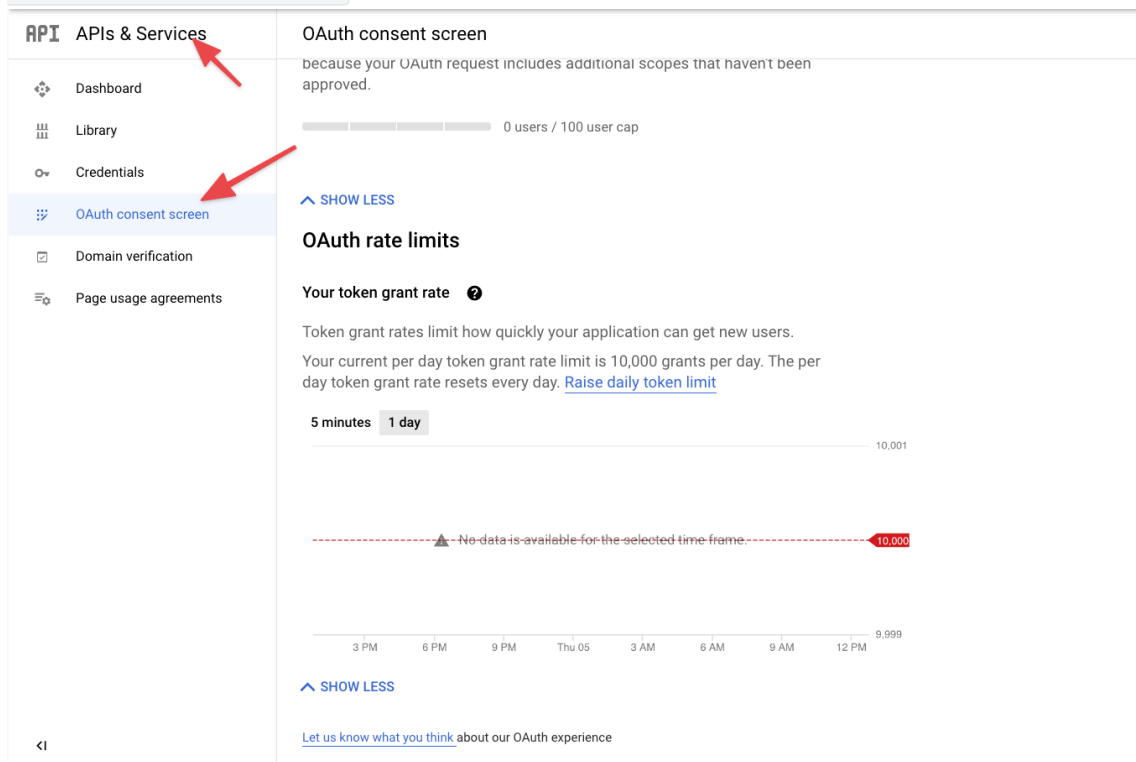 API APIs & Services
Dashboard
Library
Credentials
OAuth consent screen
Domain verification
Page usage agreements
OAuth consent screen
because your OAuth request includes additional scopes that haven't been
approved.
0 users / 100 user cap
SHOW LESS
OAuth rate limits
Your token grant rate ?
Token grant rates limit how quickly your application can get new users.
Your current per day token grant rate limit is 10,000 grants per day. The per
day token grant rate resets every day. Raise daily token limit
5 minutes 1 day
10,001
No data is available for the selected time frame.
10,000
9,999
3 PM 6 PM 9 PM Thu 05 3 AM 6 AM 9 AM 12 PM
SHOW LESS
Let us know what you think about our OAuth experience